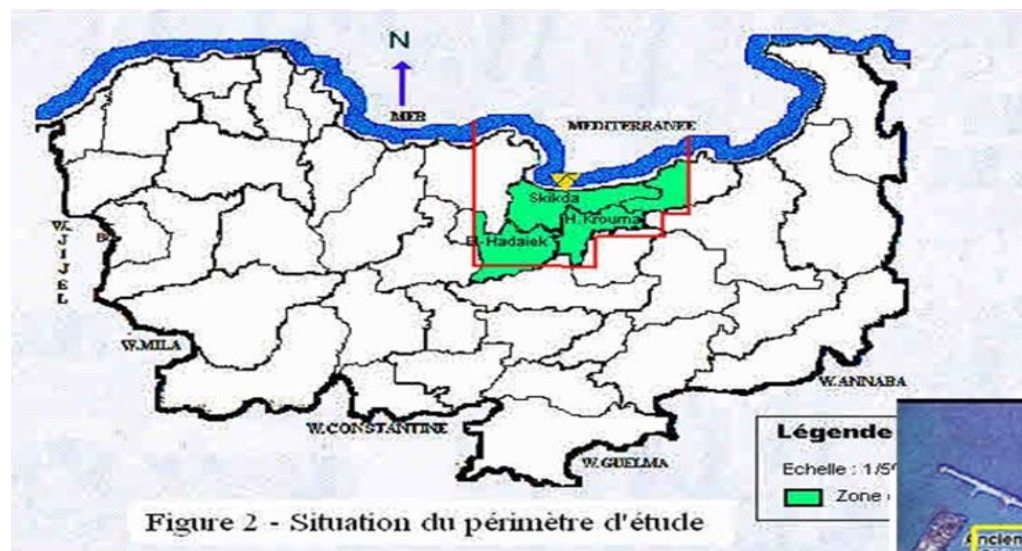 N
MER
MEDITERRANEE
Skikda
H.Krouma
El-Hadaiek
W.JIJEL
W.MILA
W.ANNABA
W.CONSTANTINE
W.GUELMA
Légende
Echelle : 1/5
Zone
Ancien
Figure 2 - Situation du périmètre d'étude